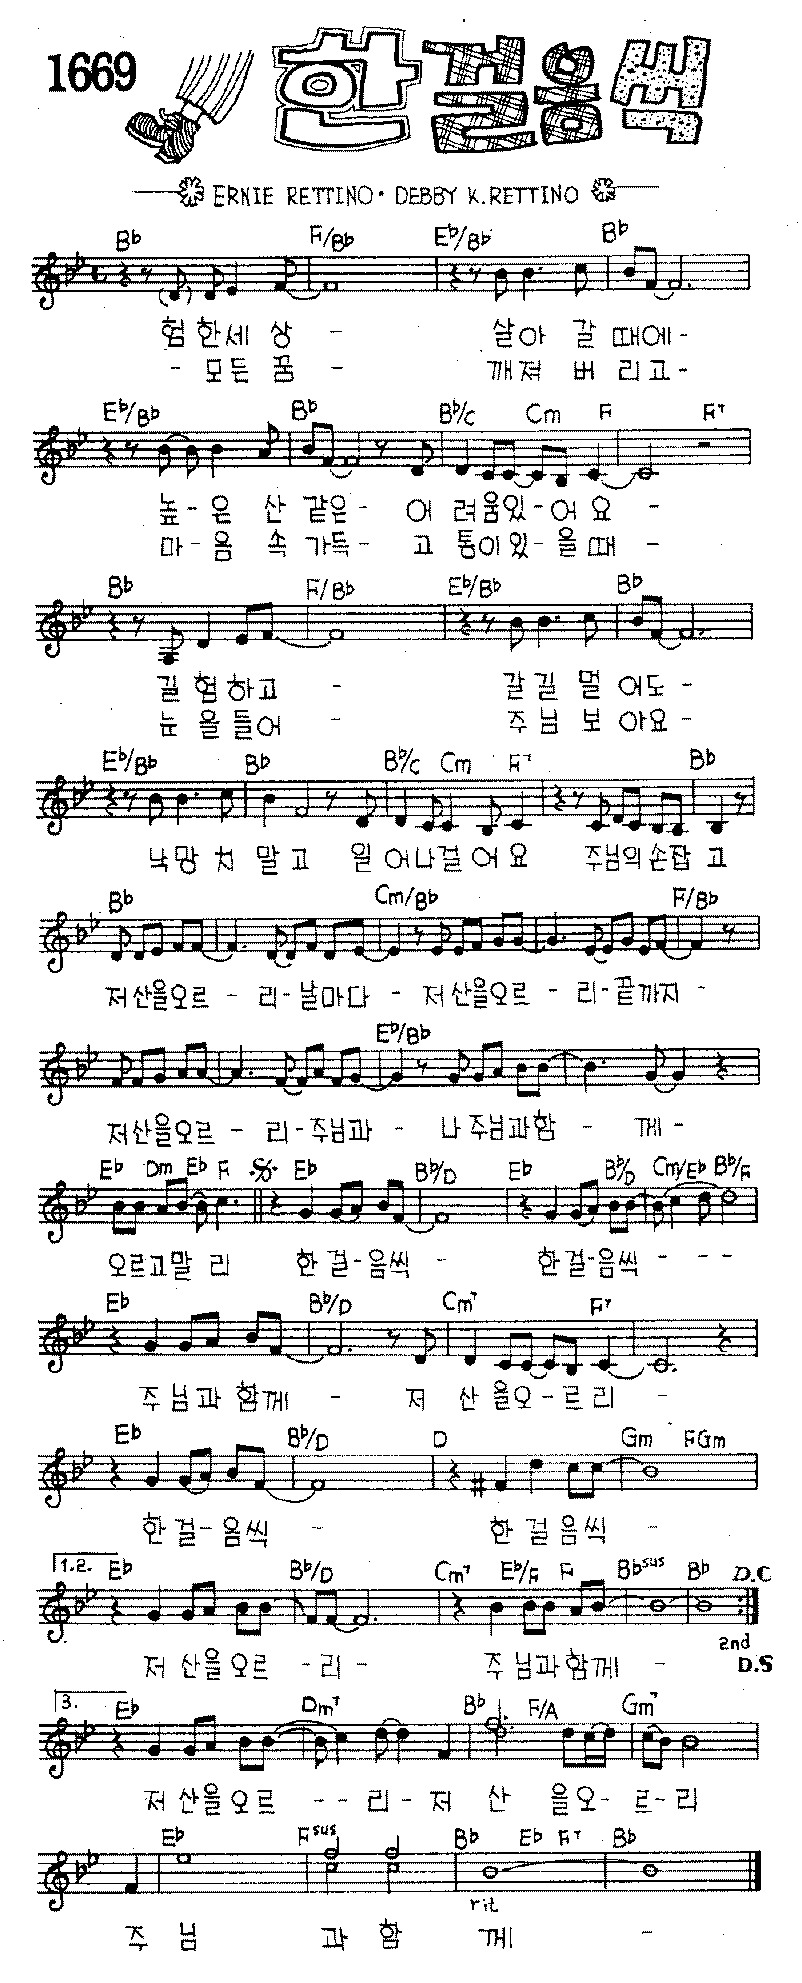 1669 한걸음씩
ERNIE RETTINO · DEBBY K. RETTINO
Bb F/Bb Eb/Bb Bb
험한세 상 - 살아 갈 때에 -
- 모든 꿈 - 깨져 버 리고 -
Eb/Bb Bb Bb/C Cm F F7
높 - 은 산 같은 - 어 려움있 - 어 요 -
마 - 음 속 가득 - 고 통이있 - 을때 -
Bb F/Bb Eb/Bb Bb
길 험하고 - 갈 길 멀 어도 -
눈 을들어 - 주 님 보 아요 -
Eb/Bb Bb Bb/C Cm F7 Bb
낙망 치 말고 일 어나걸 어요 주님의손잡 고
Bb Cm/Bb F/Bb
저산을오르 - 리 - 날마다 - 저산을오르 - 리 - 끝까지 -
Eb/Bb
저산을오르 - 리 - 주님과 - 나 주님과함 - 께 -
Eb Dm Eb F Eb Bb/D Eb Bb/D Cm/Eb Bb/F
오르고말 리 한걸 - 음씩 - 한걸 - 음씩 - - -
Eb Bb/D Cm7 F7
주님과 함께 - 저 산 을오 - 르리 -
Eb Bb/D D Gm FGm
한걸 - 음씩 - 한 걸음씩 -
1.2. Eb Bb/D Cm7 Eb/F F Bbsus Bb D.C
2nd
저 산을오르 - 리 - 주님과함께 - D.S
3. Eb Dm7 Bb F/A Gm7
저 산을오르 - - 리 - 저 산 을오 - 르 - 리
Eb Fsus Bb Eb F7 Bb
rit
주 님 과 함 께 -